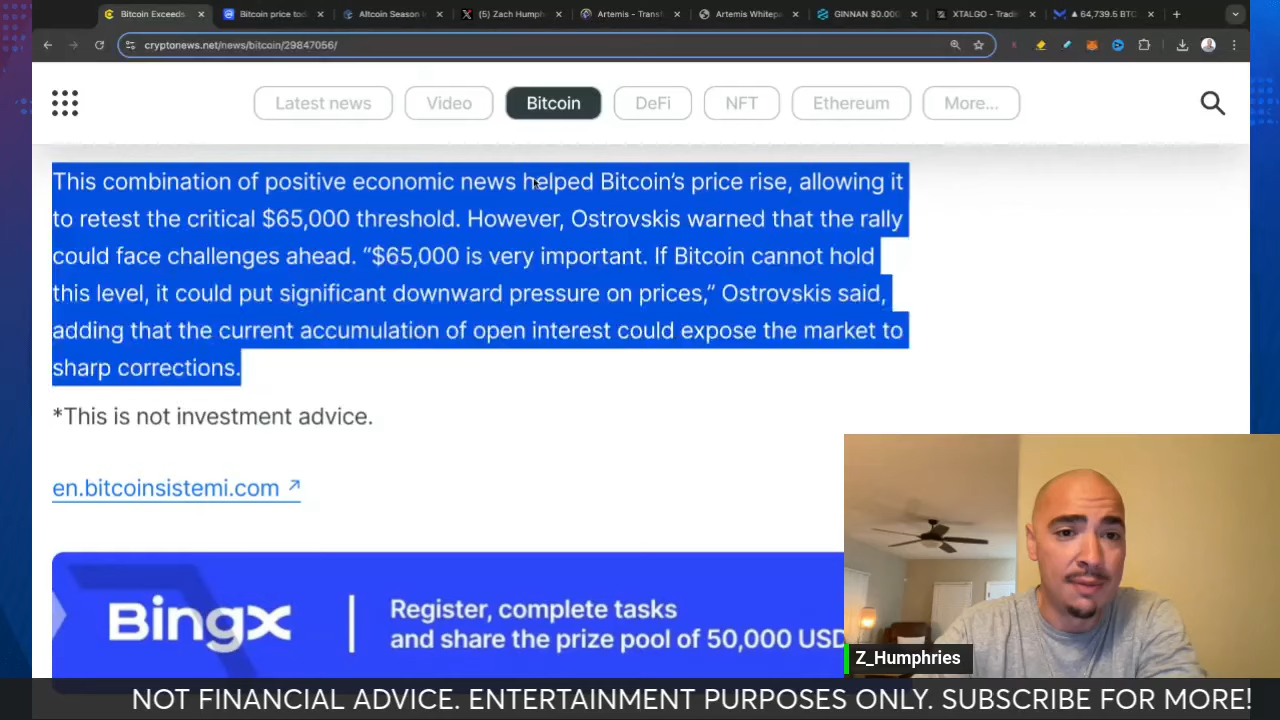 Bitcoin Exceeds
Bitcoin price tod
Altcoin Season I
(5) Zach Humph
Artemis - Trans
Artemis Whitepa
GINNAN $0.000
XTALGO - Tradi
▲ 64,739.5 BTC
cryptonews.net/news/bitcoin/29847056/
Latest news
Video
Bitcoin
DeFi
NFT
Ethereum
More...
This combination of positive economic news helped Bitcoin’s price rise, allowing it
to retest the critical $65,000 threshold. However, Ostrovskis warned that the rally
could face challenges ahead. “$65,000 is very important. If Bitcoin cannot hold
this level, it could put significant downward pressure on prices,” Ostrovskis said,
adding that the current accumulation of open interest could expose the market to
sharp corrections.
*This is not investment advice.
en.bitcoinsistemi.com ↗
Bingx
Register, complete tasks
and share the prize pool of 50,000 USD
Z_Humphries
NOT FINANCIAL ADVICE. ENTERTAINMENT PURPOSES ONLY. SUBSCRIBE FOR MORE!